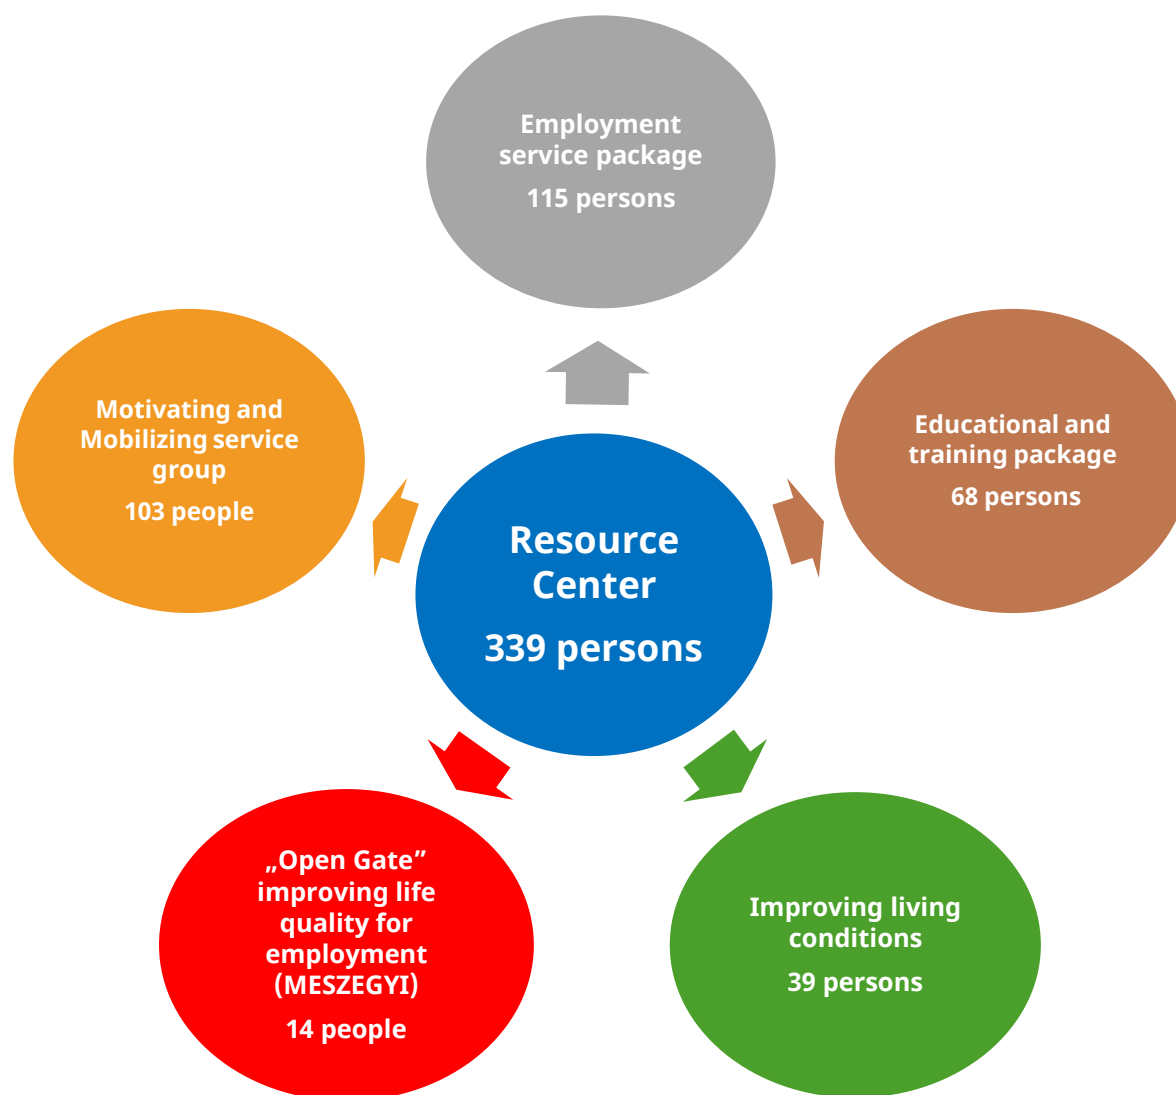 Employment
service package
115 persons
Motivating and
Mobilizing service
group
103 people
Educational and
training package
68 persons
Resource
Center
339 persons
„Open Gate”
improving life
quality for
employment
(MESZEGYI)
14 people
Improving living
conditions
39 persons